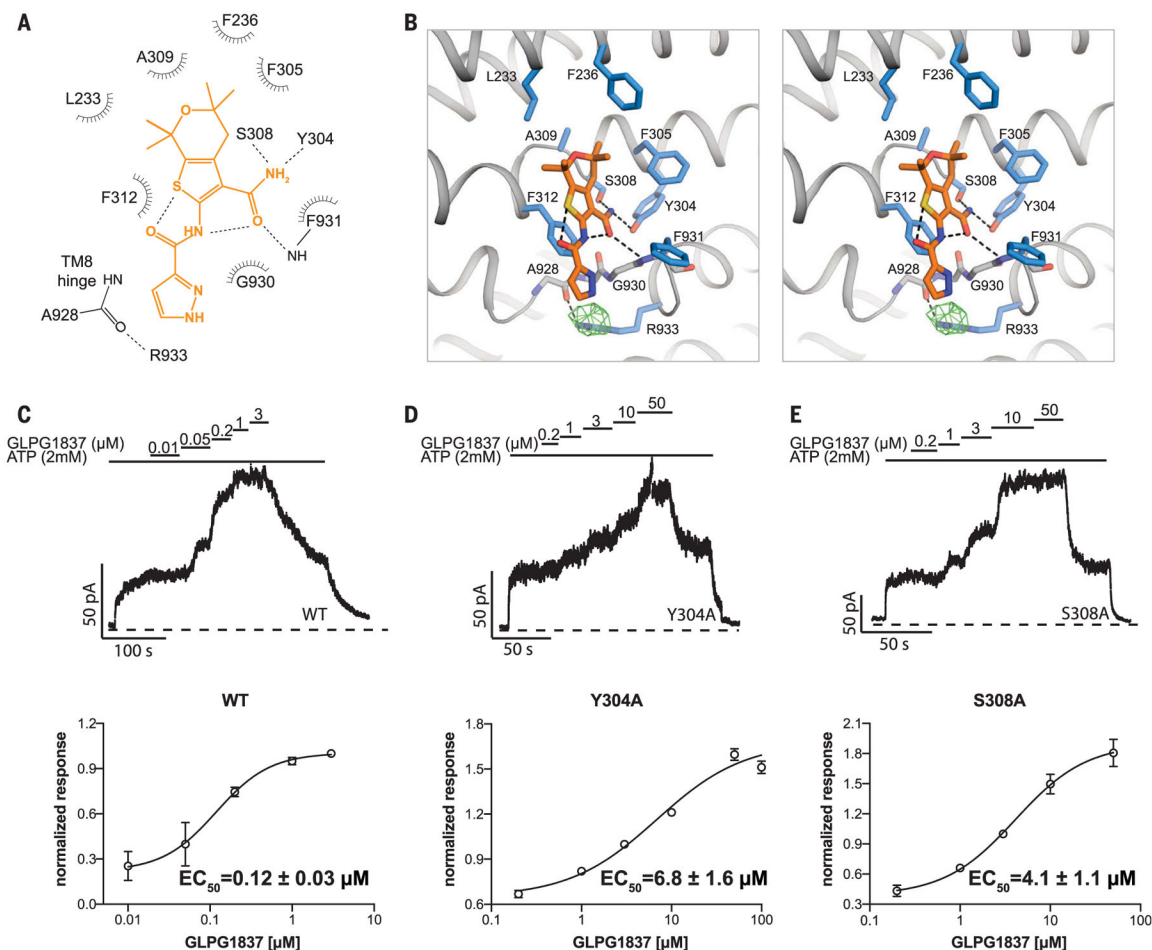 A
F236
A309
F305
L233
O
S308
Y304
NH₂
S
F312
O
F931
O
NH
NH
G930
TM8
hinge
NH
N
NH
A928
O
R933
B
L233
F236
A309
F305
S308
F312
Y304
F931
A928
G930
R933
L233
F236
A309
F305
S308
F312
Y304
F931
A928
G930
R933
C
GLPG1837 (µM) 0.01 0.05 0.2 1 3
ATP (2mM)
50 pA
100 s
WT
D
GLPG1837 (µM) 0.2 1 3 10 50
ATP (2mM)
50 pA
50 s
Y304A
E
GLPG1837 (µM) 0.2 1 3 10 50
ATP (2mM)
50 pA
50 s
S308A
WT
normalized response
1.2
0.9
0.6
0.3
0.0
EC₅₀=0.12 ± 0.03 µM
0.01 0.1 1 10
GLPG1837 [µM]
Y304A
normalized response
1.8
1.5
1.2
0.9
0.6
EC₅₀=6.8 ± 1.6 µM
0.1 1 10 100
GLPG1837 [µM]
S308A
normalized response
2.1
1.8
1.5
1.2
0.9
0.6
0.3
EC₅₀=4.1 ± 1.1 µM
0.1 1 10 100
GLPG1837 [µM]